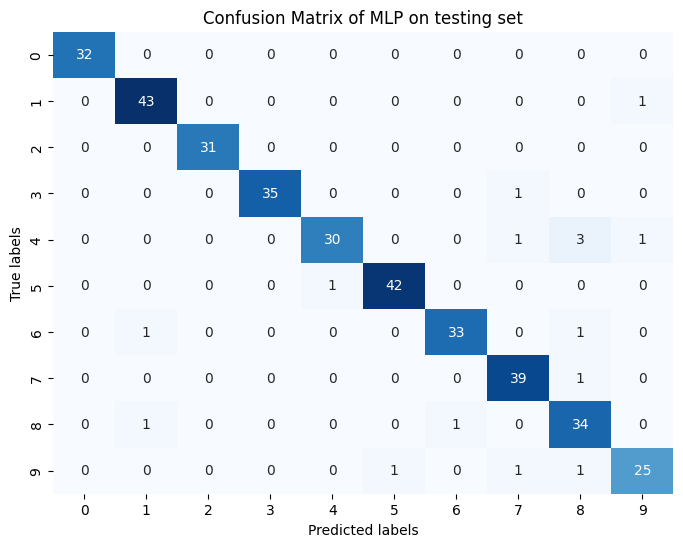 Confusion Matrix of MLP on testing set
0 32 0 0 0 0 0 0 0 0 0
1 0 43 0 0 0 0 0 0 0 1
2 0 0 31 0 0 0 0 0 0 0
3 0 0 0 35 0 0 0 1 0 0
4 0 0 0 0 30 0 0 1 3 1
5 0 0 0 0 1 42 0 0 0 0
6 0 1 0 0 0 0 33 0 1 0
7 0 0 0 0 0 0 0 39 1 0
8 0 1 0 0 0 0 1 0 34 0
9 0 0 0 0 0 1 0 1 1 25
0 1 2 3 4 5 6 7 8 9
True labels
Predicted labels